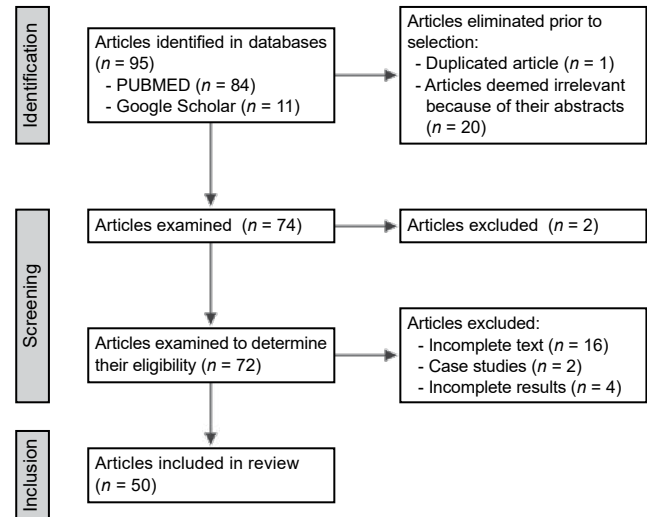 Identification
Articles identified in databases
(n = 95)
- PUBMED (n = 84)
- Google Scholar (n = 11)
Articles eliminated prior to
selection:
- Duplicated article (n = 1)
- Articles deemed irrelevant
because of their abstracts
(n = 20)
Screening
Articles examined (n = 74)
Articles excluded (n = 2)
Articles examined to determine
their eligibility (n = 72)
Articles excluded:
- Incomplete text (n = 16)
- Case studies (n = 2)
- Incomplete results (n = 4)
Inclusion
Articles included in review
(n = 50)